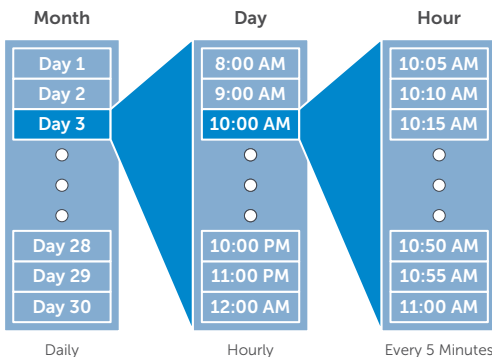 Month
Day 1
Day 2
Day 3
Day 28
Day 29
Day 30
Daily
Day
8:00 AM
9:00 AM
10:00 AM
10:00 PM
11:00 PM
12:00 AM
Hourly
Hour
10:05 AM
10:10 AM
10:15 AM
10:50 AM
10:55 AM
11:00 AM
Every 5 Minutes